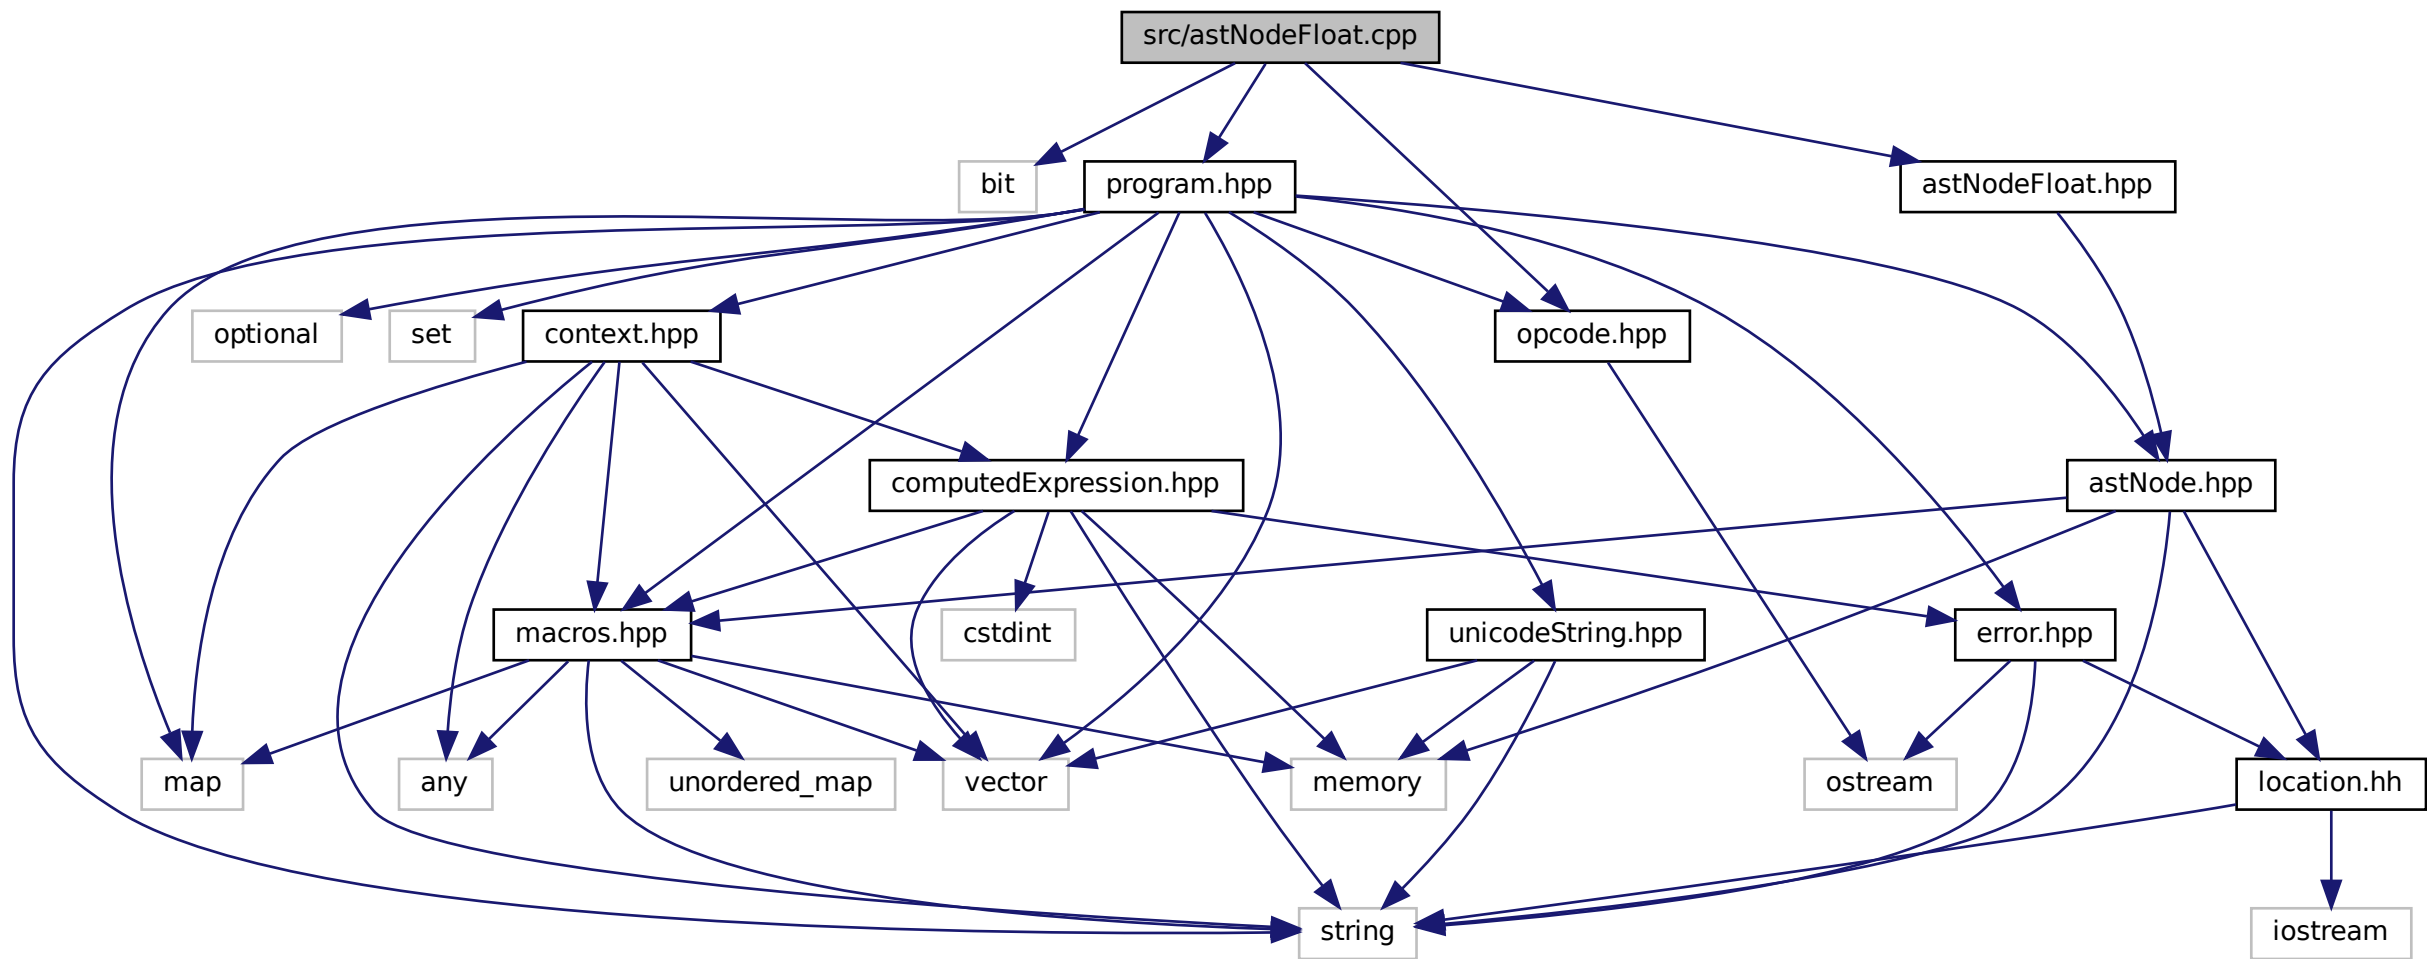 src/astNodeFloat.cpp
bit
program.hpp
astNodeFloat.hpp
optional
set
context.hpp
opcode.hpp
computedExpression.hpp
astNode.hpp
macros.hpp
cstdint
unicodeString.hpp
error.hpp
map
any
unordered_map
vector
memory
ostream
location.hh
string
iostream